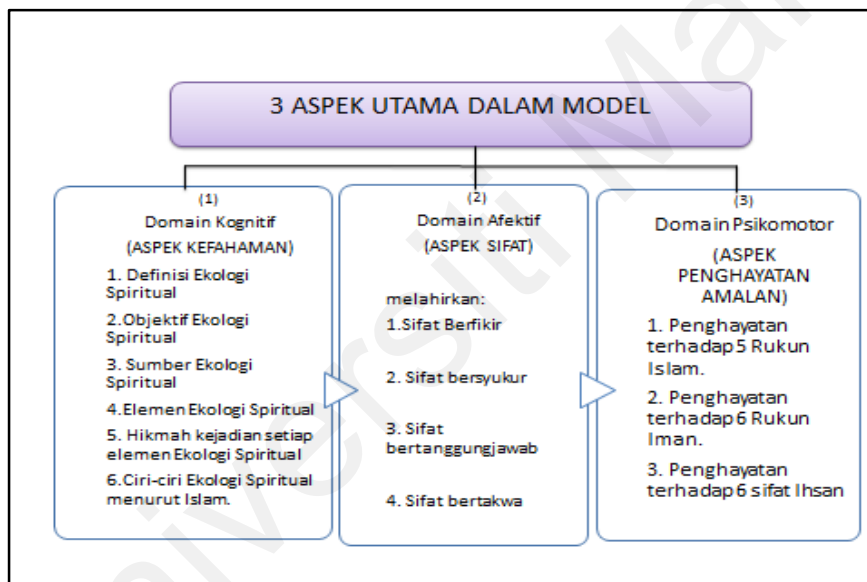 3 ASPEK UTAMA DALAM MODEL
(1)
Domain Kognitif
(ASPEK KEFAHAMAN)
1. Definisi Ekologi
Spiritual
2.Objektif Ekologi
Spiritual
3. Sumber Ekologi
Spiritual
4.Elemen Ekologi Spiritual
5. Hikmah kejadian setiap
elemen Ekologi Spiritual
6.Ciri-ciri Ekologi Spiritual
menurut Islam.
(2)
Domain Afektif
(ASPEK SIFAT)
melahirkan:
1.Sifat Berfikir
2. Sifat bersyukur
3. Sifat
bertanggungjawab
4. Sifat bertakwa
(3)
Domain Psikomotor
(ASPEK
PENGHAYATAN
AMALAN)
1. Penghayatan
terhadap 5 Rukun
Islam.
2. Penghayatan
terhadap 6 Rukun
Iman.
3. Penghayatan
terhadap 6 sifat Ihsan